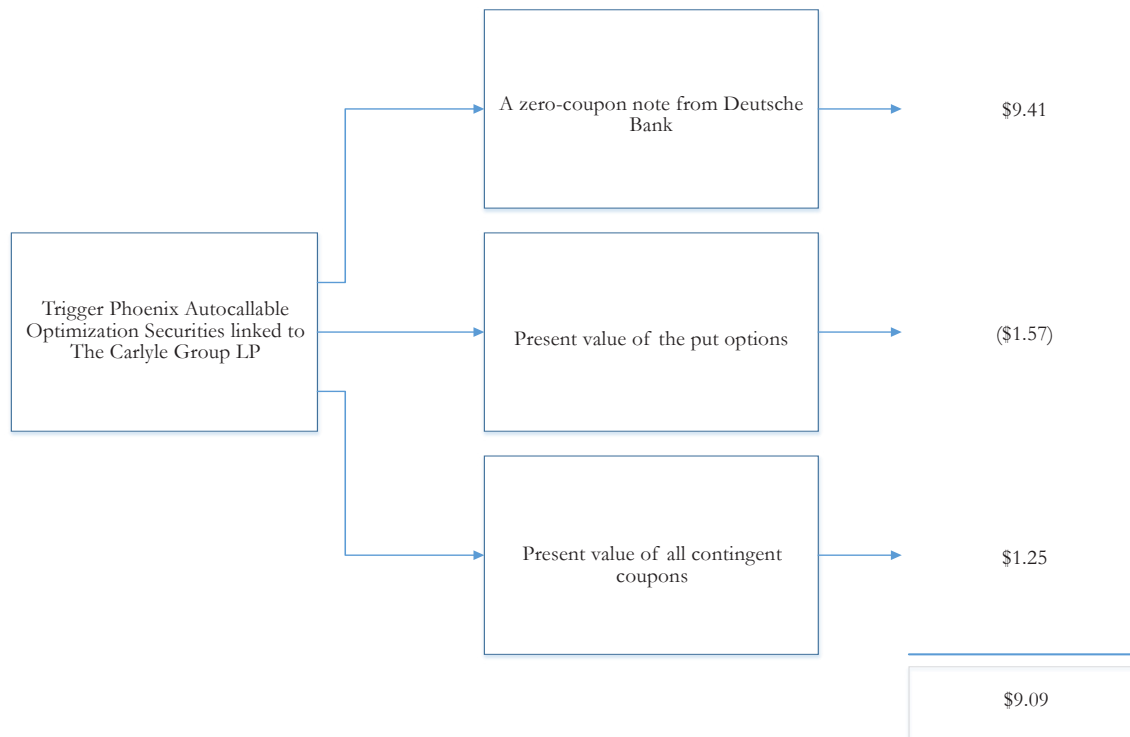 A zero-coupon note from Deutsche
Bank
$9.41
Trigger Phoenix Autocallable
Optimization Securities linked to
The Carlyle Group LP
Present value of the put options
($1.57)
Present value of all contingent
coupons
$1.25
$9.09